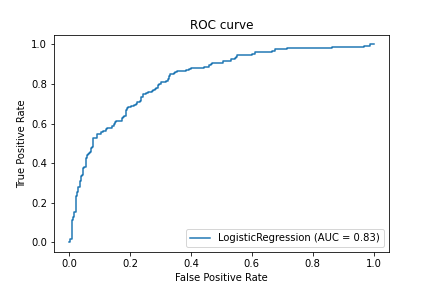 ROC curve
1.0
0.8
0.6
0.4
0.2
0.0
True Positive Rate
LogisticRegression (AUC = 0.83)
0.0 0.2 0.4 0.6 0.8 1.0
False Positive Rate